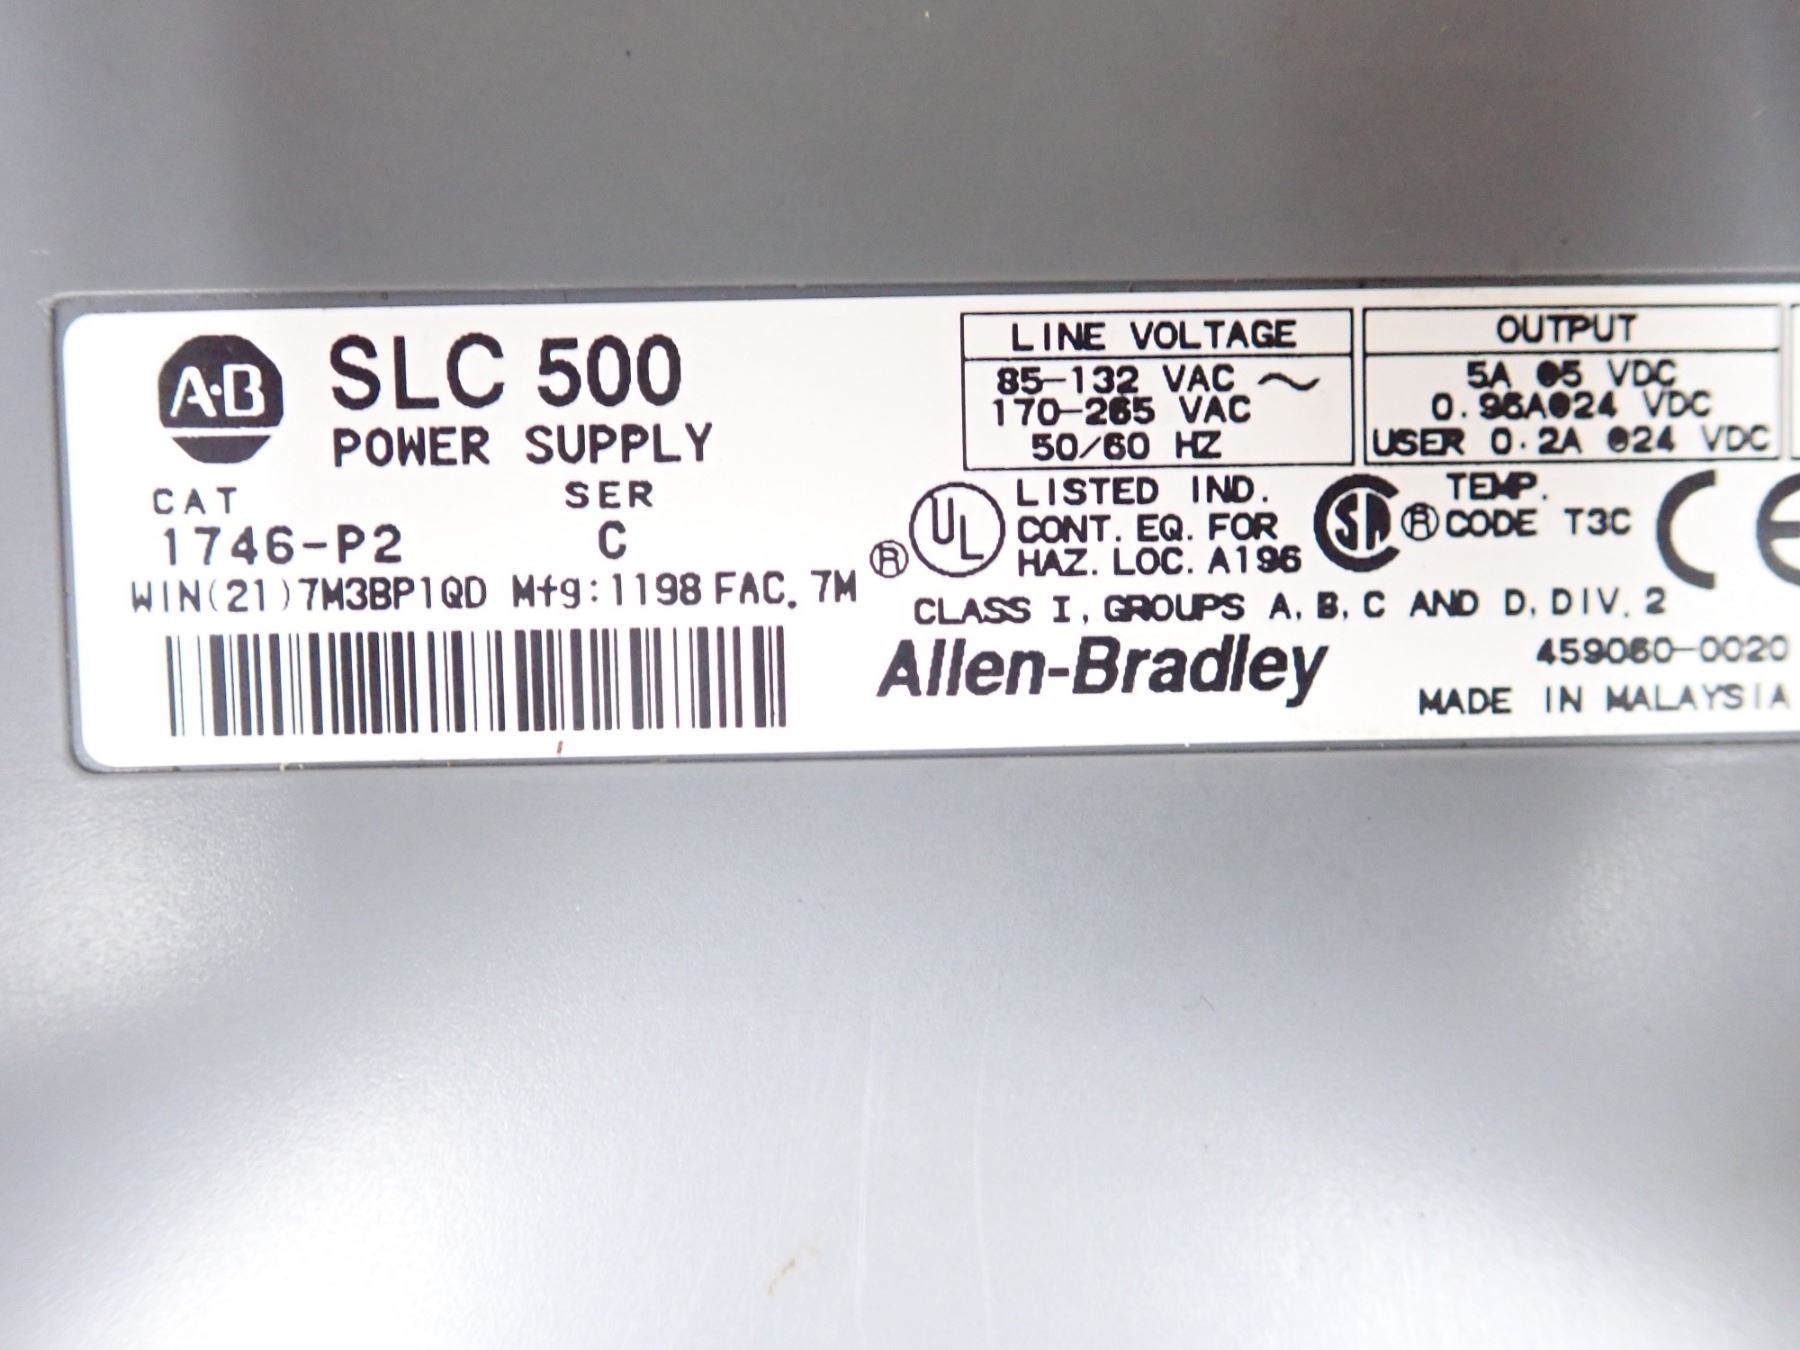 A·B
SLC 500
POWER SUPPLY
CAT SER
1746-P2 C
WIN(21)7M3BP1QD Mfg:1198 FAC. 7M
LINE VOLTAGE
85-132 VAC ~
170-265 VAC
50/60 HZ
OUTPUT
5A @5 VDC
0.96A@24 VDC
USER 0.2A @24 VDC
® UL LISTED IND.
CONT. EQ. FOR
HAZ. LOC. A196
SA ® TEMP.
CODE T3C
CE
CLASS I, GROUPS A, B, C AND D, DIV. 2
Allen-Bradley
459060-0020
MADE IN MALAYSIA